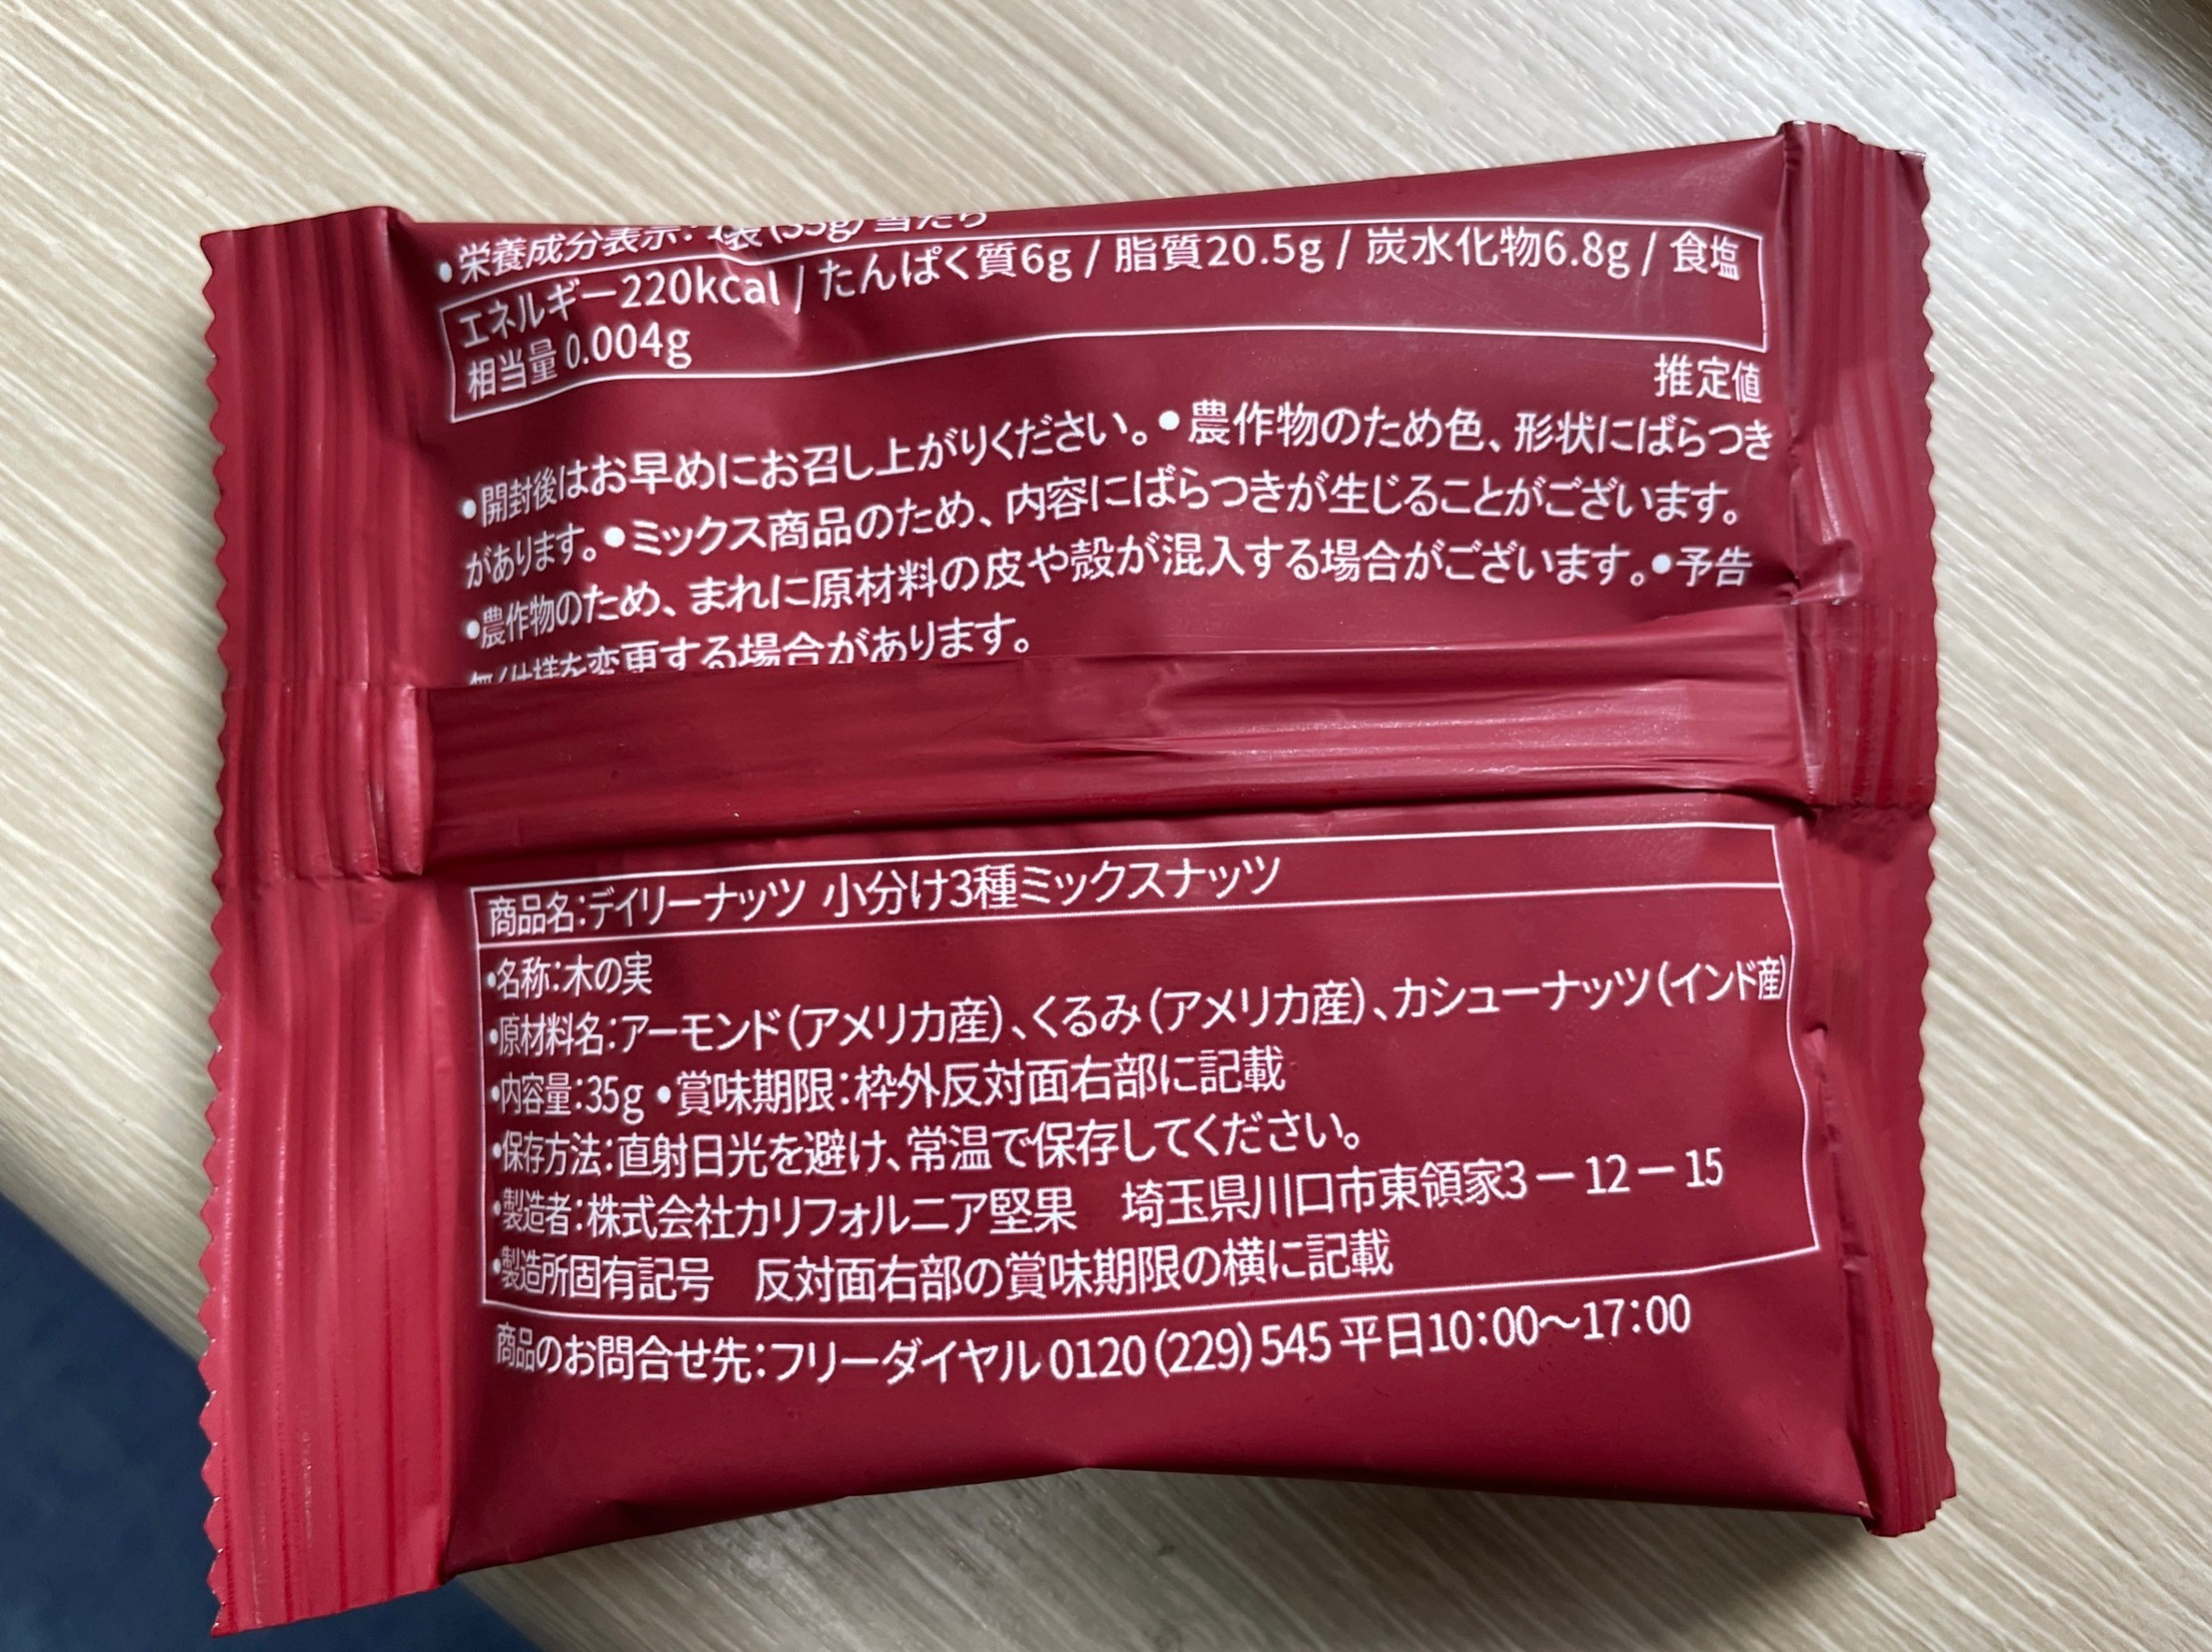 •栄養成分表示: 1袋(35g)当たら
エネルギー220kcal / たんぱく質6g / 脂質20.5g / 炭水化物6.8g / 食塩
相当量 0.004g
推定値
•開封後はお早めにお召し上がりください。•農作物のため色、形状にばらつき
があります。•ミックス商品のため、内容にばらつきが生じることがございます。
•農作物のため、まれに原材料の皮や殻が混入する場合がございます。•予告
無く仕様を変更する場合があります。
商品名:デイリーナッツ 小分け3種ミックスナッツ
•名称:木の実
•原材料名:アーモンド(アメリカ産)、くるみ(アメリカ産)、カシューナッツ(インド産)
•内容量:35g •賞味期限:枠外反対面右部に記載
•保存方法:直射日光を避け、常温で保存してください。
•製造者:株式会社カリフォルニア堅果　埼玉県川口市東領家3－12－15
•製造所固有記号　反対面右部の賞味期限の横に記載
商品のお問合せ先:フリーダイヤル 0120(229)545 平日10:00～17:00